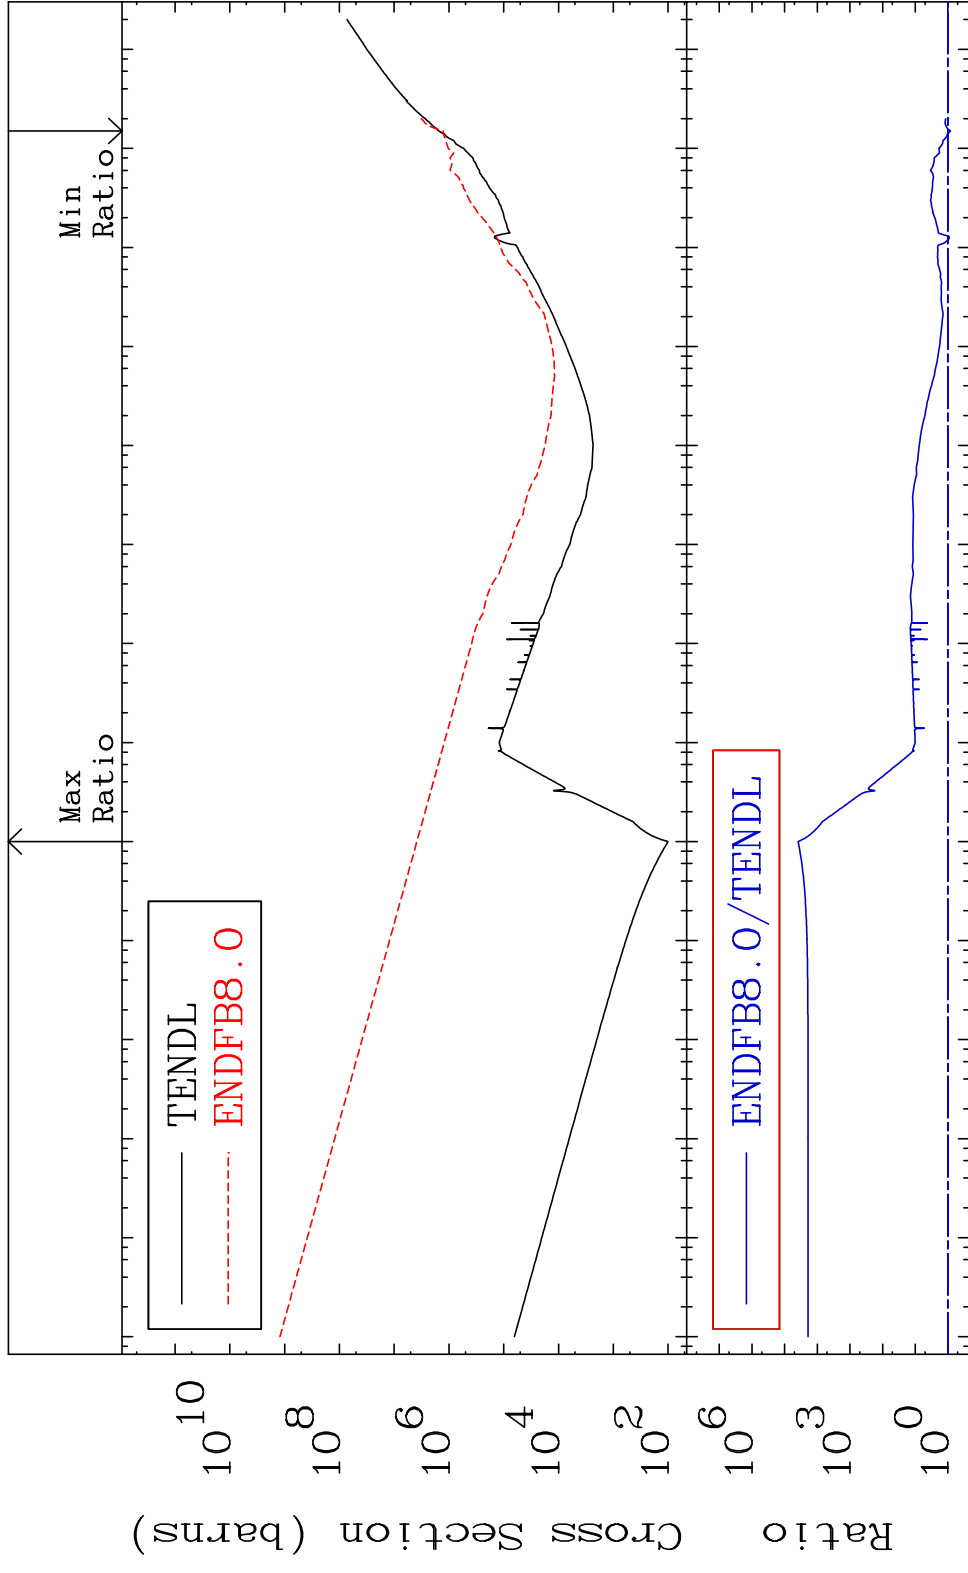 Max
Ratio
Min
Ratio
TENDL
ENDFB8.0
10 10
10 8
10 6
10 4
10 2
Cross Section (barns)
ENDFB8.0/TENDL
10 6
10 3
10 0
Ratio